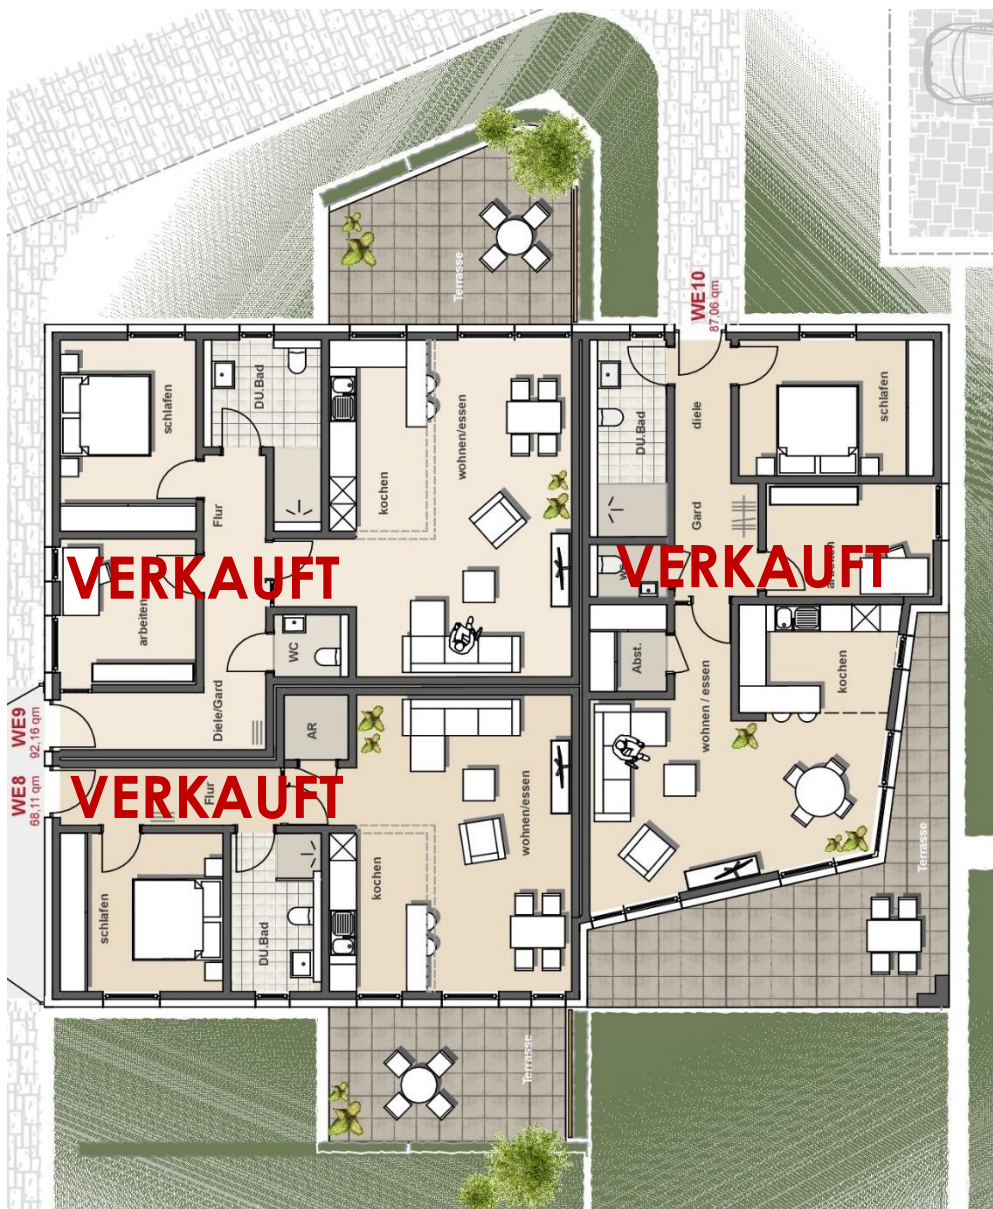 Terrasse
WE10
87,06 qm
schlafen
DU.Bad
kochen
wohnen/essen
DU.Bad
diele
schlafen
Flur
Gard
VERKAUFT
VERKAUFT
arbeiten
arbeiten
WC
Abst.
wohnen / essen
kochen
Diele/Gard
WE9
92,16 qm
AR
WE8
68,11 qm
VERKAUFT
Flur
wohnen/essen
kochen
schlafen
DU.Bad
Terrasse
Terrasse